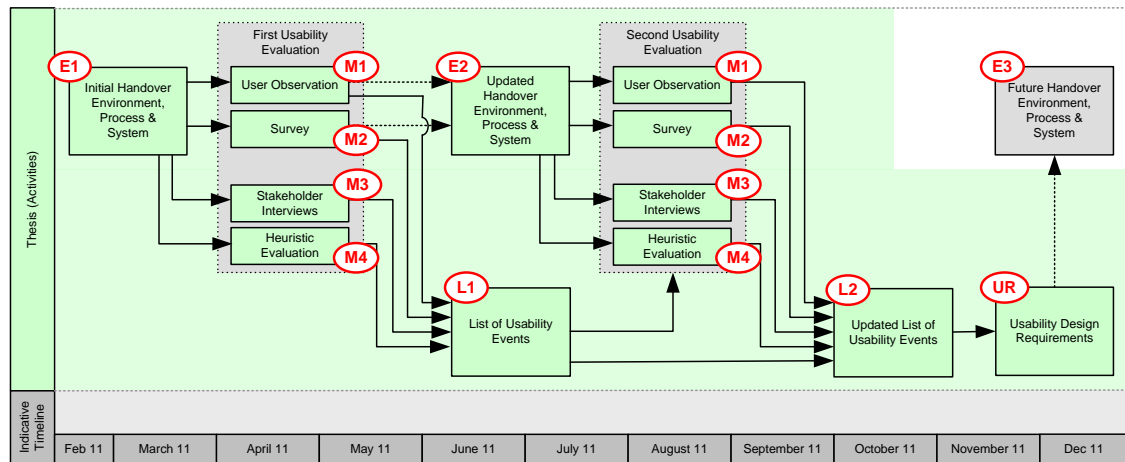 Thesis (Activities)
First Usability
Evaluation
Second Usability
Evaluation
E1
Initial Handover
Environment,
Process &
System
M1
User Observation
Survey
M2
M3
Stakeholder
Interviews
Heuristic
Evaluation
M4
E2
Updated
Handover
Environment,
Process &
System
M1
User Observation
Survey
M2
M3
Stakeholder
Interviews
Heuristic
Evaluation
M4
E3
Future Handover
Environment,
Process &
System
L1
List of Usability
Events
L2
Updated List of
Usability Events
UR
Usability Design
Requirements
Indicative
Timeline
Feb 11
March 11
April 11
May 11
June 11
July 11
August 11
September 11
October 11
November 11
Dec 11